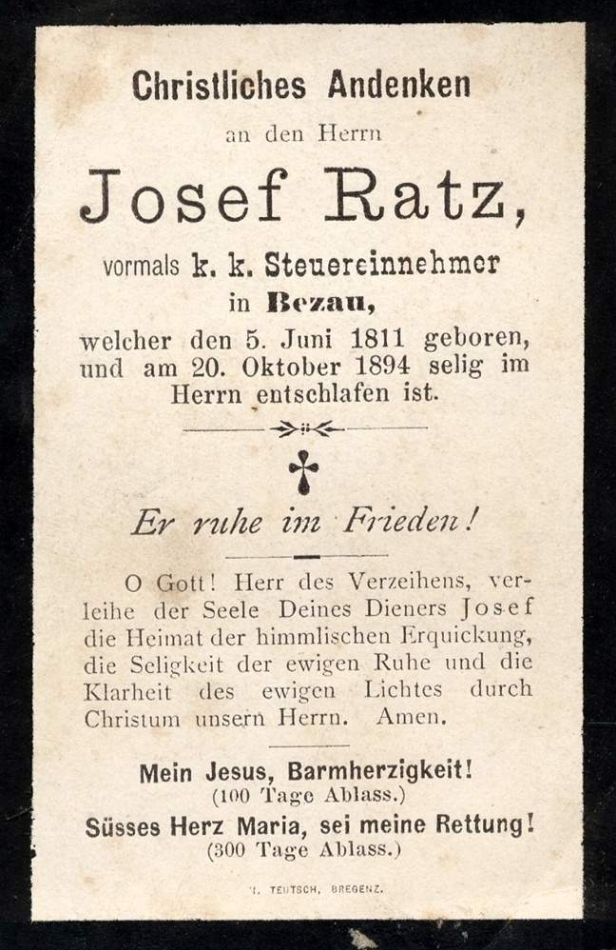 Christliches Andenken
an den Herrn
Josef Ratz,
vormals k. k. Steuereinnehmer
in Bezau,
welcher den 5. Juni 1811 geboren,
und am 20. Oktober 1894 selig im
Herrn entschlafen ist.
Er ruhe im Frieden!
O Gott! Herr des Verzeihens, ver-
leihe der Seele Deines Dieners Josef
die Heimat der himmlischen Erquickung,
die Seligkeit der ewigen Ruhe und die
Klarheit des ewigen Lichtes durch
Christum unsern Herrn. Amen.
Mein Jesus, Barmherzigkeit!
(100 Tage Ablass.)
Süsses Herz Maria, sei meine Rettung!
(300 Tage Ablass.)
TEUTSCH, BREGENZ.